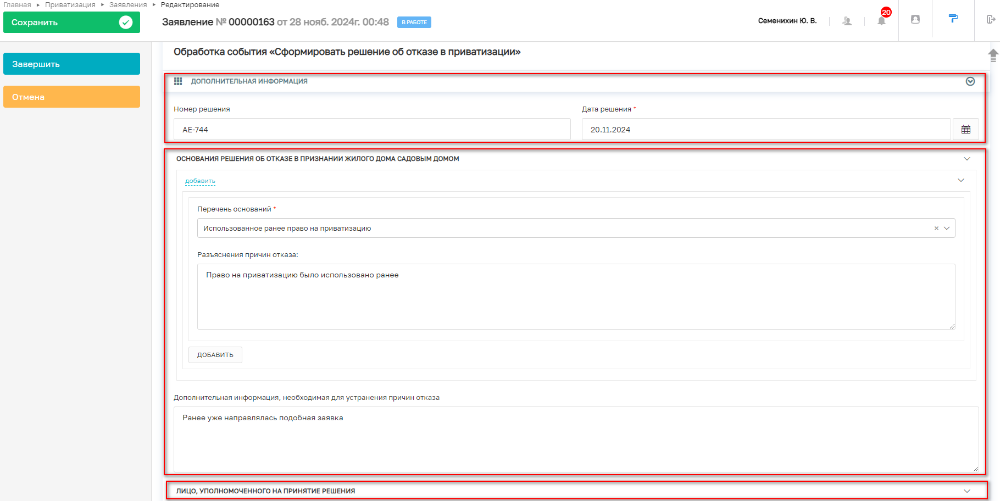 Главная ▸ Приватизация ▸ Заявления ▸ Редактирование
Сохранить
Заявление № 00000163 от 28 нояб. 2024г. 00:48 В РАБОТЕ
Семенихин Ю. В.
20
Завершить
Отмена
Обработка события «Сформировать решение об отказе в приватизации»
ДОПОЛНИТЕЛЬНАЯ ИНФОРМАЦИЯ
Номер решения
Дата решения *
АЕ-744
20.11.2024
ОСНОВАНИЯ РЕШЕНИЯ ОБ ОТКАЗЕ В ПРИЗНАНИИ ЖИЛОГО ДОМА САДОВЫМ ДОМОМ
добавить
Перечень оснований *
Использованное ранее право на приватизацию
Разъяснения причин отказа:
Право на приватизацию было использовано ранее
ДОБАВИТЬ
Дополнительная информация, необходимая для устранения причин отказа
Ранее уже направлялась подобная заявка
ЛИЦО, УПОЛНОМОЧЕННОГО НА ПРИНЯТИЕ РЕШЕНИЯ